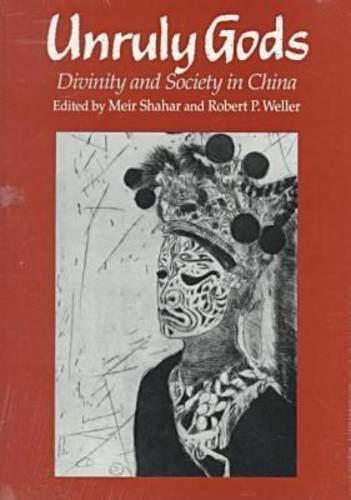 Unruly Gods
Divinity and Society in China
Edited by Meir Shahar and Robert P. Weller